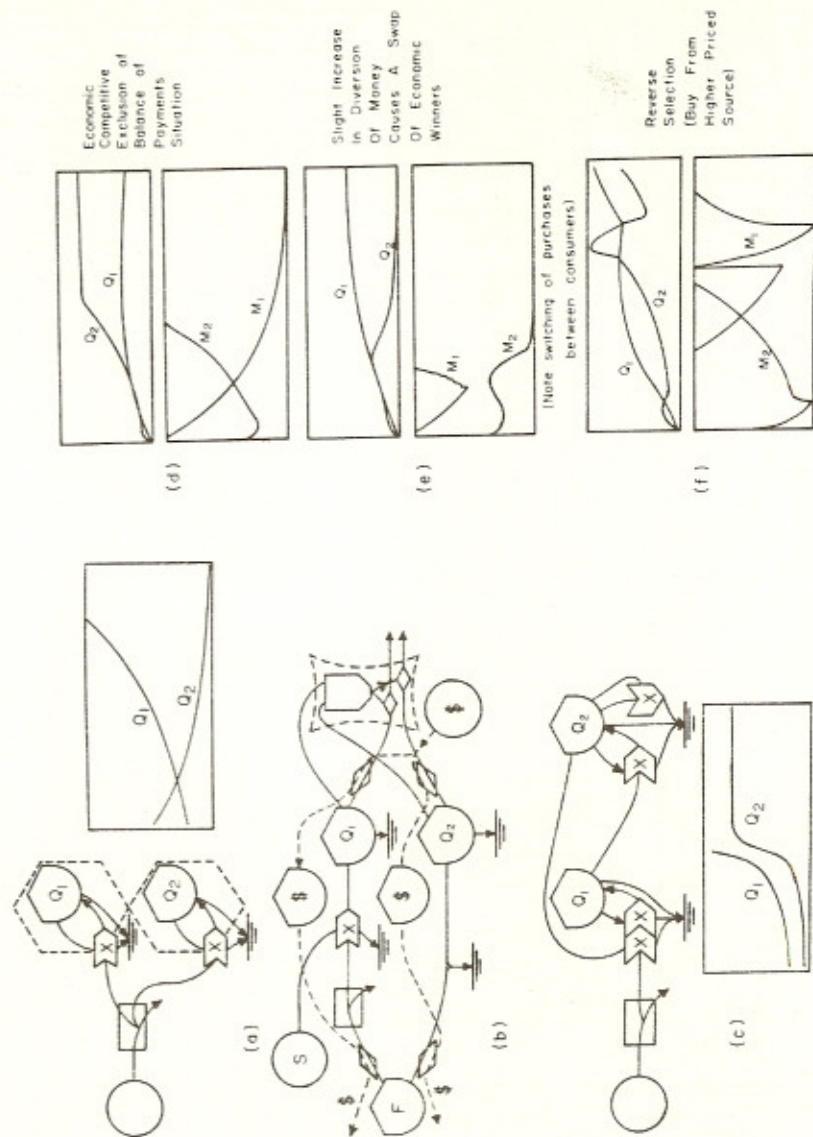 Q1
Q2
X
X
Q1
Q2
(a)
S
F
$
$
$
$
$
X
Q1
Q2
(b)
X
X
Q1
X
X
Q2
Q1
Q2
(c)
Q2
Q1
M2
M1
(d)
Economic
Competitive
Exclusion of
Balance of
Payments
Situation
Q1
Q2
M1
M2
(e)
Slight Increase
In Diversion
Of Money
Causes A Swap
Of Economic
Winners
(Note switching of purchases
between consumers)
Q1
Q2
M2
M1
(f)
Reverse
Selection
(Buy From
Higher Priced
Source)